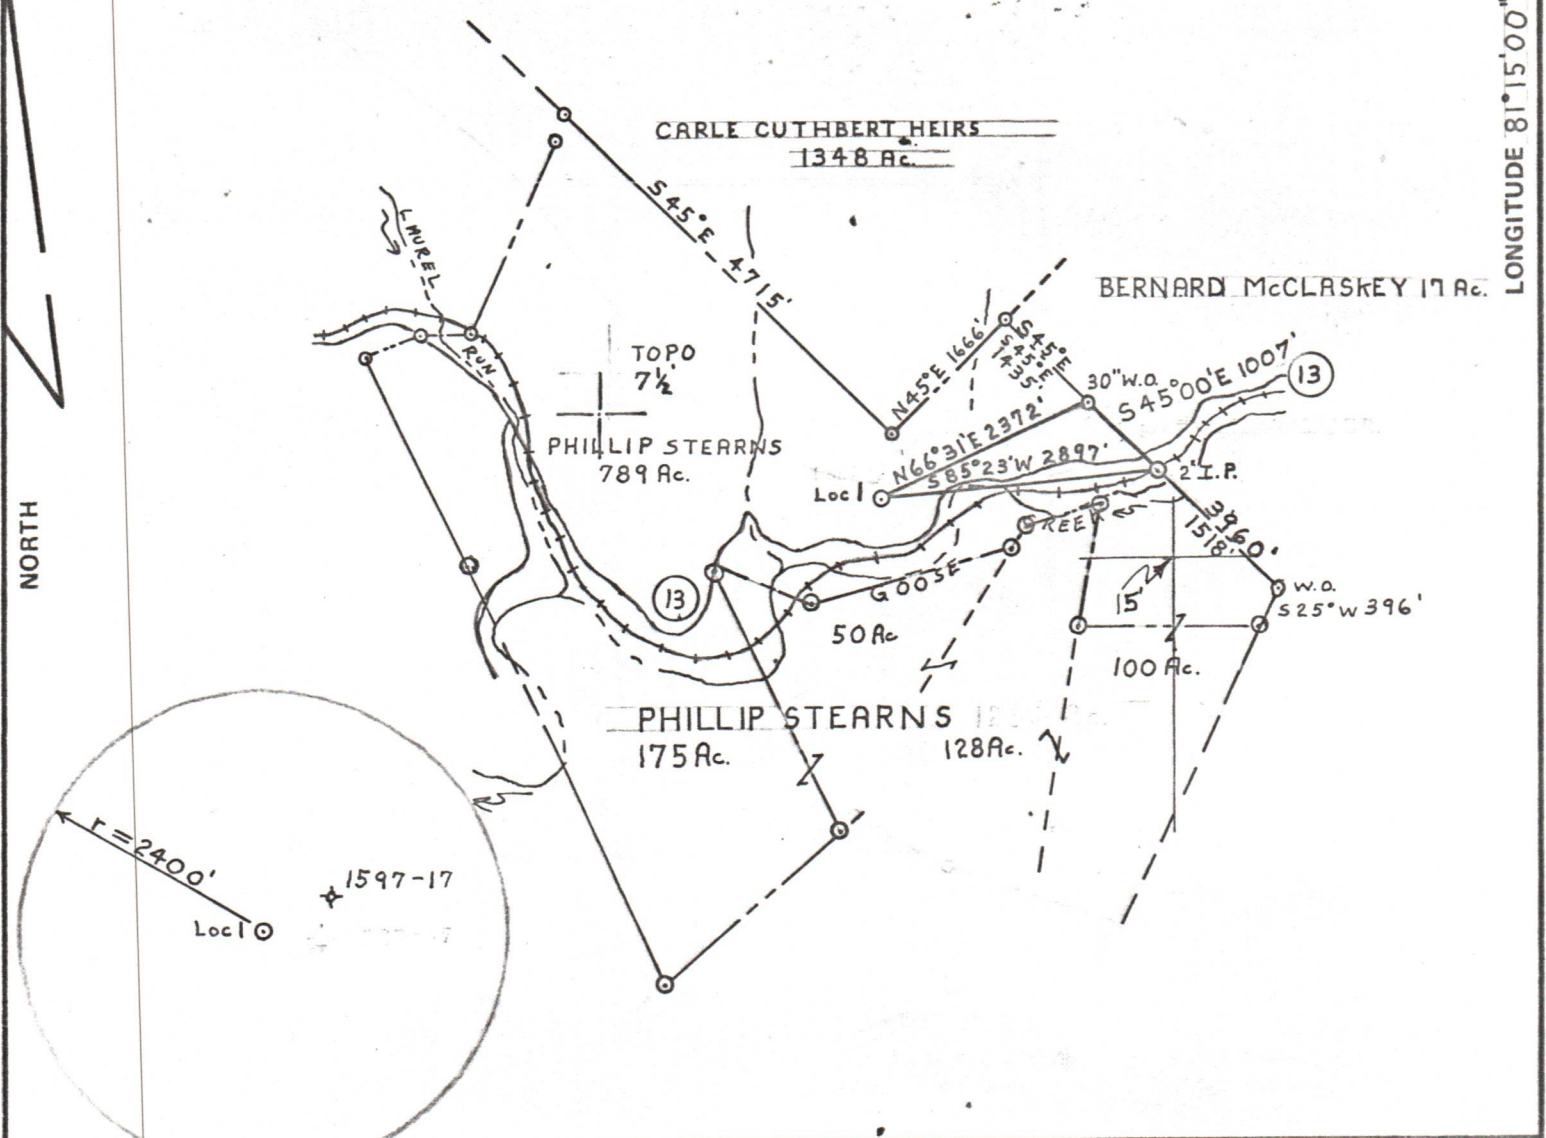 LONGITUDE 81°15'00"
CARLE CUTHBERT HEIRS
1348 Ac.
S45°E 4715'
LAUREL
RUN
BERNARD McCLASKEY 17 Ac.
TOPO
7½'
N45°E 1666'
S45°E
S45°E
1435'
30" W.O.
S45°00'E 1007'
13
PHILLIP STEARNS
789 Ac.
N66°31'E 2372'
S85°23'W 2897'
Loc 1
2" I.P.
NORTH
3960'
1518'
GOOSE
CREEK
W.O.
S25°W 396'
15'
13
50 Ac
100 Ac.
PHILLIP STEARNS
175 Ac.
128 Ac.
r = 2400'
1597-17
Loc 1